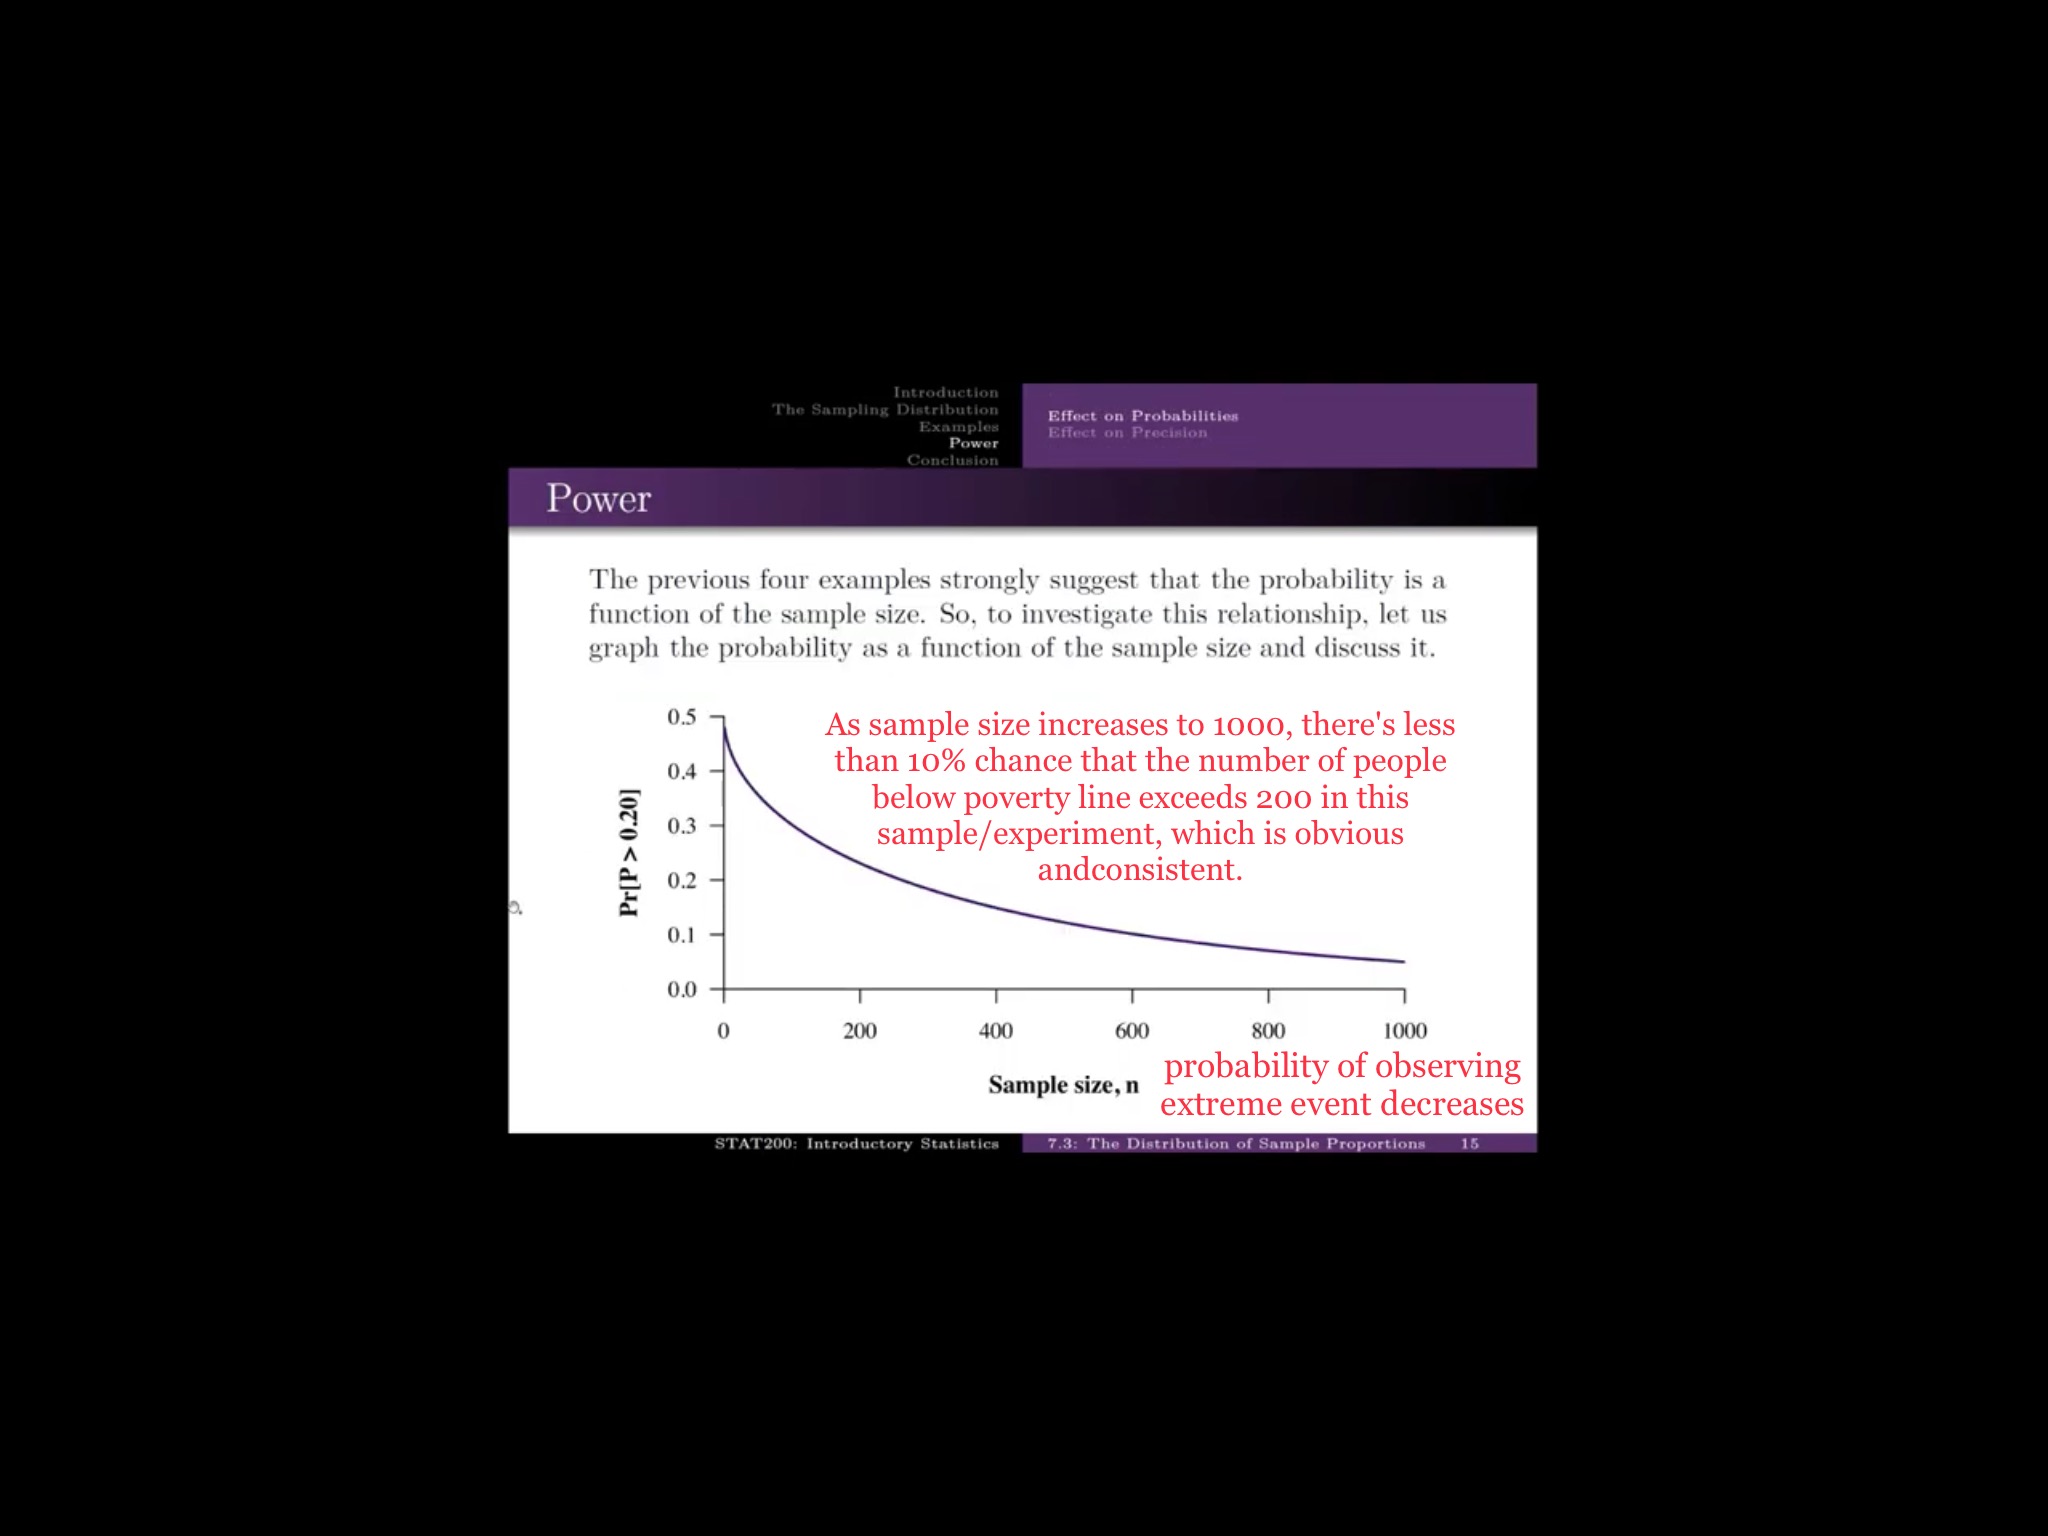 Introduction
The Sampling Distribution
Examples
Power
Conclusion
Effect on Probabilities
Effect on Precision
Power
The previous four examples strongly suggest that the probability is a
function of the sample size. So, to investigate this relationship, let us
graph the probability as a function of the sample size and discuss it.
As sample size increases to 1000, there's less
than 10% chance that the number of people
below poverty line exceeds 200 in this
sample/experiment, which is obvious
andconsistent.
Pr[P > 0.20]
0.5
0.4
0.3
0.2
0.1
0.0
0 200 400 600 800 1000
Sample size, n
probability of observing
extreme event decreases
STAT200: Introductory Statistics
7.3: The Distribution of Sample Proportions 15